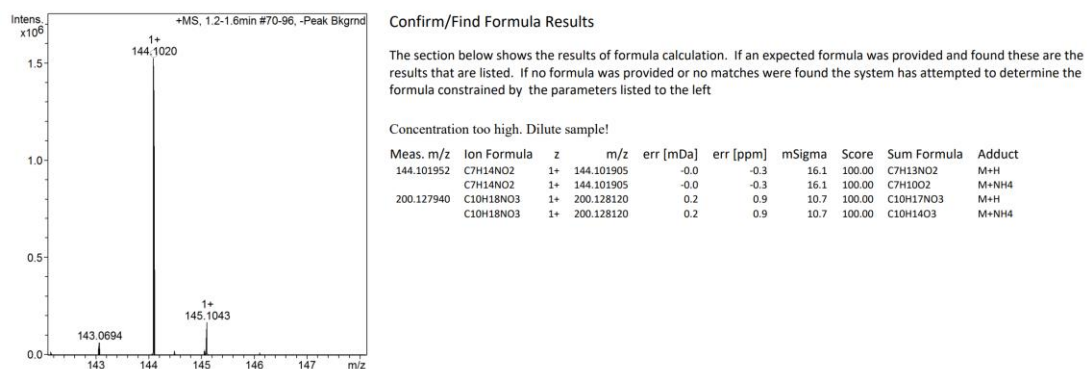 Intens.
x10⁶
+MS, 1.2-1.6min #70-96, -Peak Bkgrnd
1+
144.1020
1.5
1.0
0.5
1+
145.1043
143.0694
0.0
143 144 145 146 147 m/z
Confirm/Find Formula Results
The section below shows the results of formula calculation. If an expected formula was provided and found these are the
results that are listed. If no formula was provided or no matches were found the system has attempted to determine the
formula constrained by the parameters listed to the left
Concentration too high. Dilute sample!
Meas. m/z Ion Formula z m/z err [mDa] err [ppm] mSigma Score Sum Formula Adduct
144.101952 C7H14NO2 1+ 144.101905 -0.0 -0.3 16.1 100.00 C7H13NO2 M+H
C7H14NO2 1+ 144.101905 -0.0 -0.3 16.1 100.00 C7H10O2 M+NH4
200.127940 C10H18NO3 1+ 200.128120 0.2 0.9 10.7 100.00 C10H17NO3 M+H
C10H18NO3 1+ 200.128120 0.2 0.9 10.7 100.00 C10H14O3 M+NH4